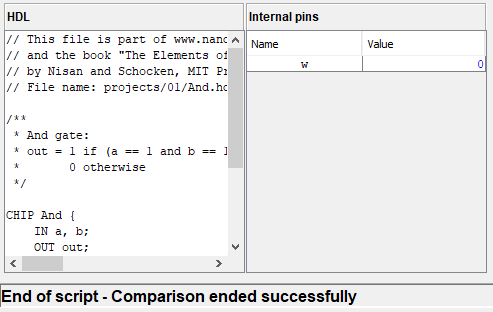 HDL
// This file is part of www.nand
// and the book "The Elements of
// by Nisan and Schocken, MIT Pr
// File name: projects/01/And.hd
/**
* And gate:
* out = 1 if (a == 1 and b == 1
* 0 otherwise
*/
CHIP And {
IN a, b;
OUT out;
Internal pins
Name Value
w 0
End of script - Comparison ended successfully